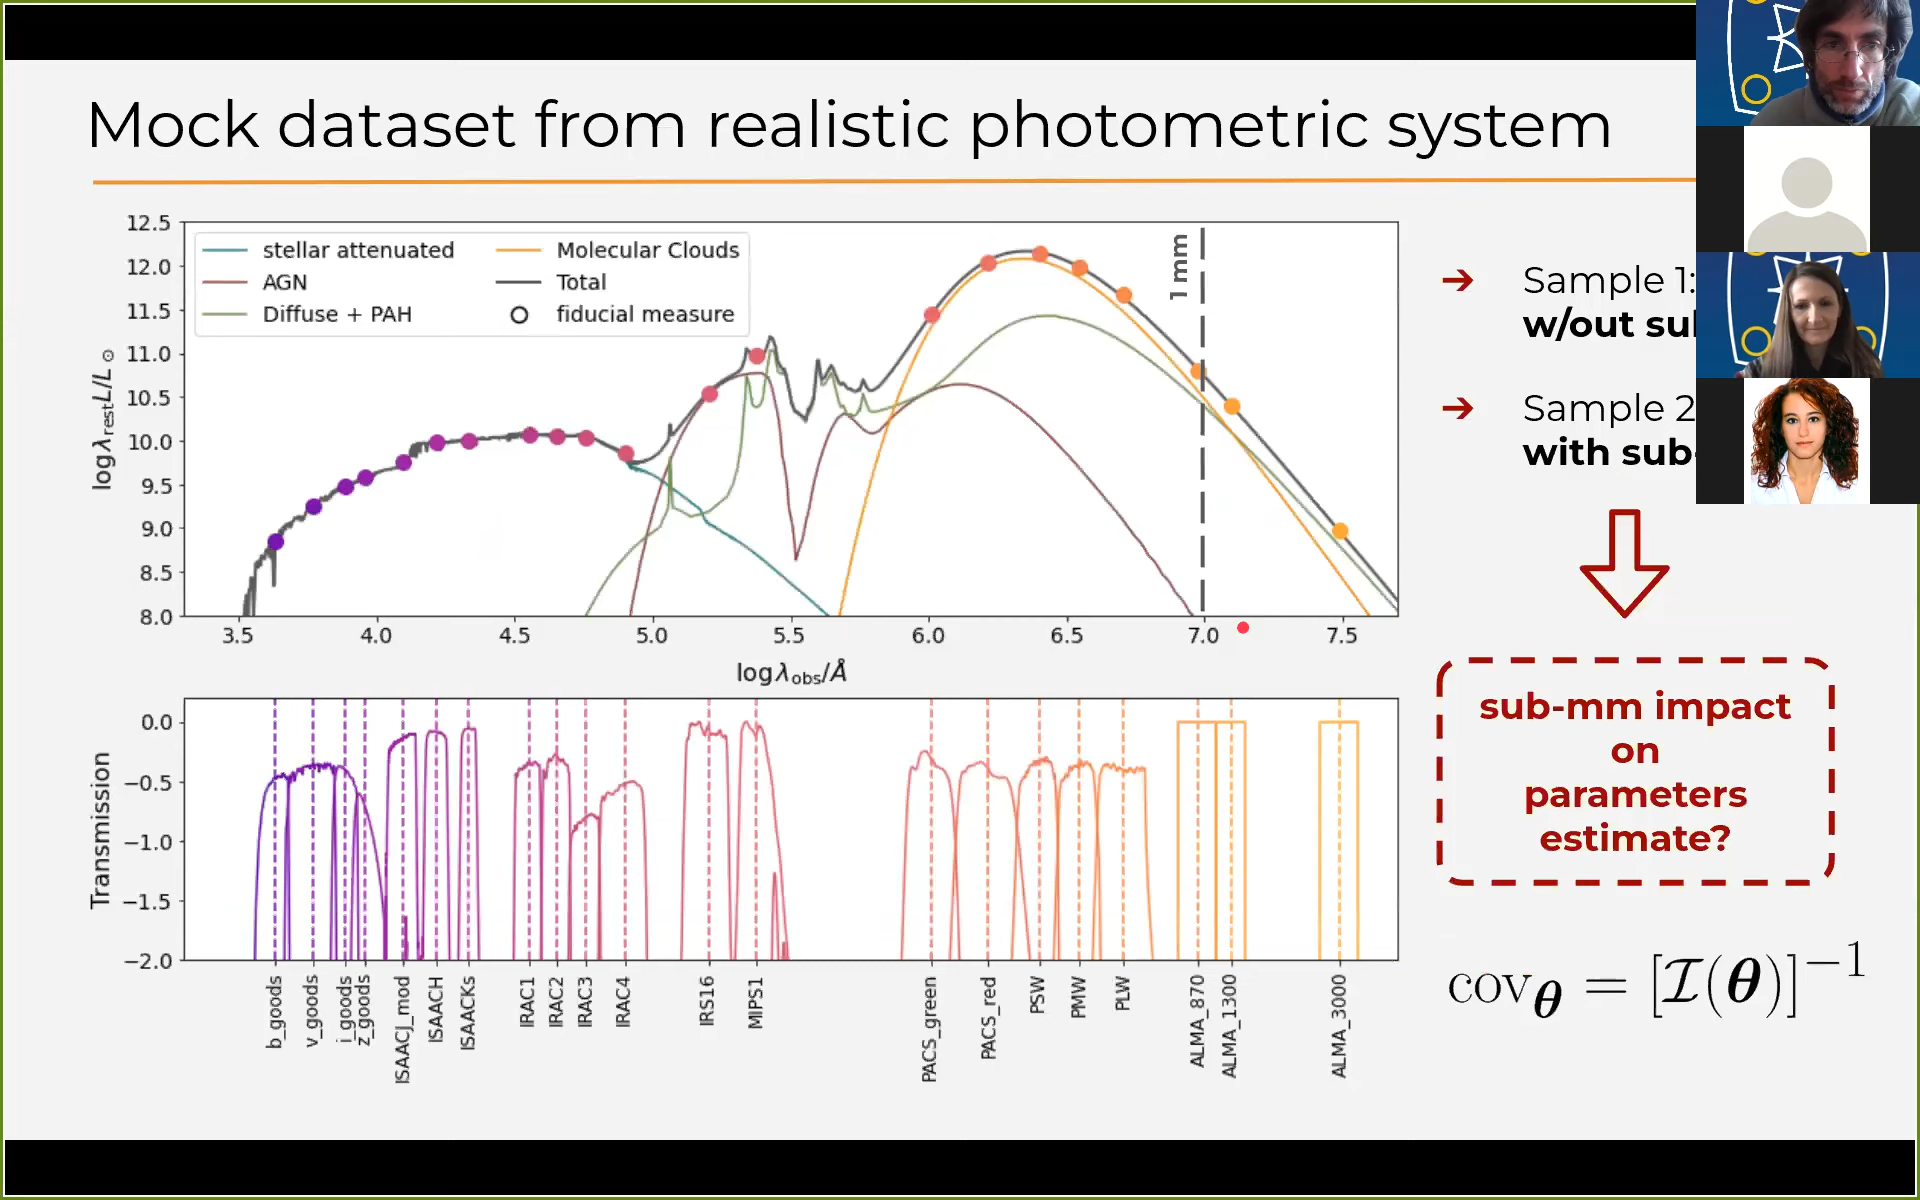 Mock dataset from realistic photometric system
12.5
12.0
11.5
11.0
10.5
10.0
9.5
9.0
8.5
8.0
log λrest L/L⊙
stellar attenuated
AGN
Diffuse + PAH
Molecular Clouds
Total
fiducial measure
1 mm
3.5 4.0 4.5 5.0 5.5 6.0 6.5 7.0 7.5
log λobs/Å
Transmission
0.0
−0.5
−1.0
−1.5
−2.0
b_goods
v_goods
i_goods
z_goods
ISAACJ_mod
ISAACH
ISAACKs
IRAC1
IRAC2
IRAC3
IRAC4
IRS16
MIPS1
PACS_green
PACS_red
PSW
PMW
PLW
ALMA_870
ALMA_1300
ALMA_3000
➔ Sample 1:
w/out
➔ Sample 2
with sub-
sub-mm impact
on
parameters
estimate?
covθ = [ℐ(θ)]⁻¹